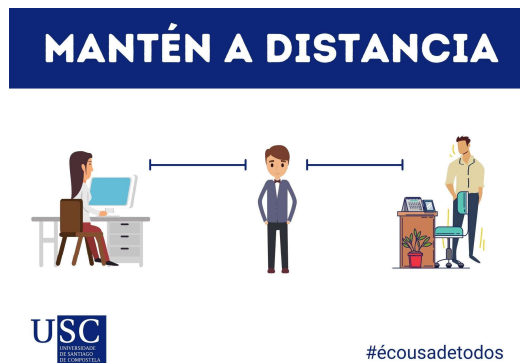 MANTÉN A DISTANCIA
USC
UNIVERSIDADE
DE SANTIAGO
DE COMPOSTELA
#écousadetodos